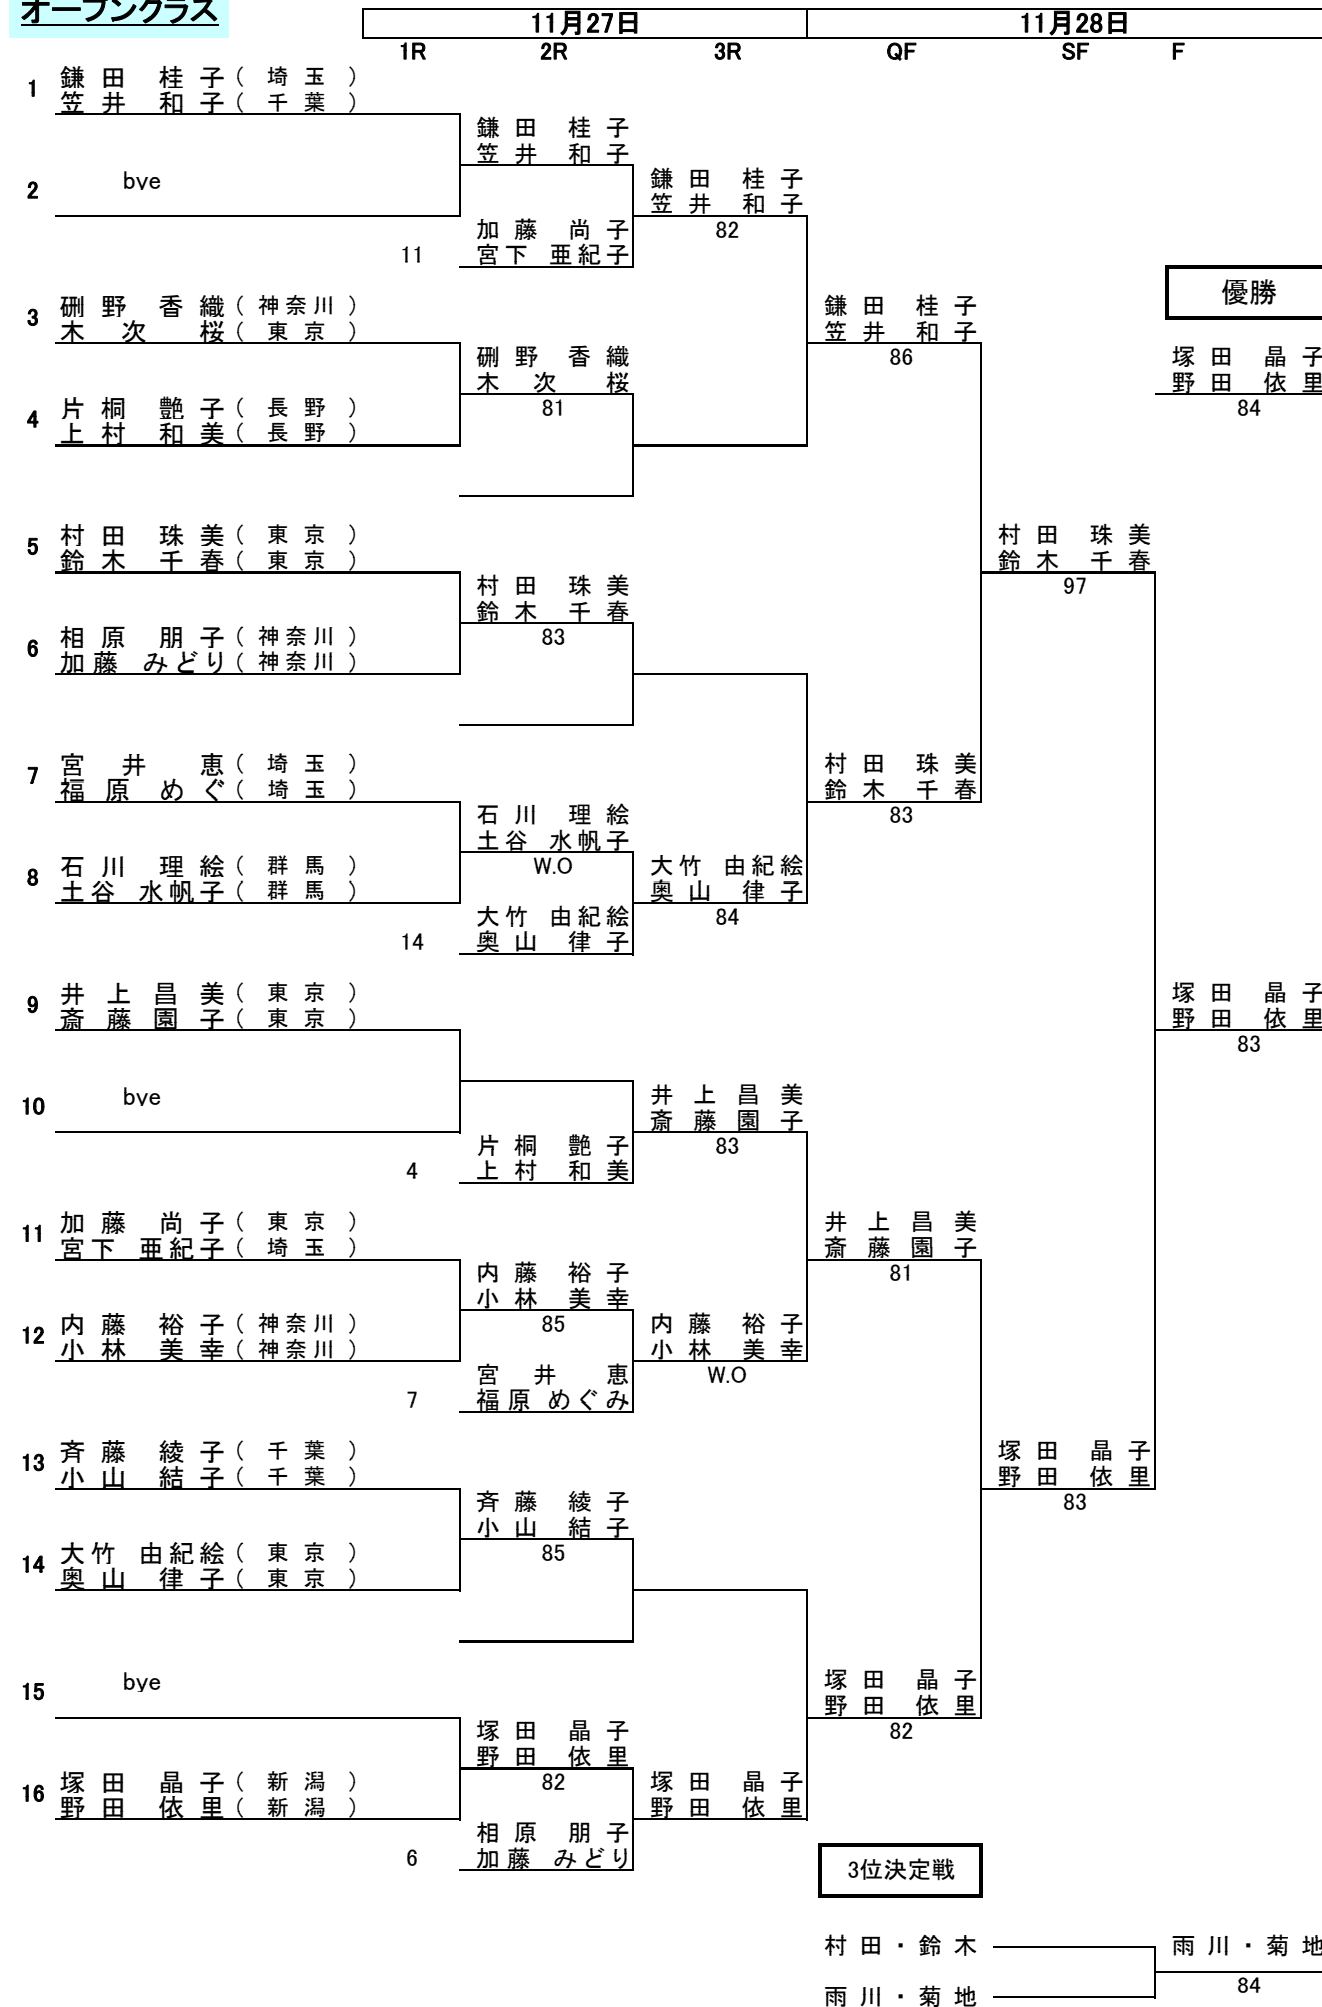 オープンクラス
11月27日 11月28日
1R 2R 3R QF SF F
1 鎌田 桂子(埼玉)
笠井 和子(千葉)
鎌田 桂子
笠井 和子
2 bye
鎌田 桂子
笠井 和子
82
加藤 尚子
11 宮下 亜紀子
優勝
3 硎野 香織(神奈川)
木次 桜(東京)
鎌田 桂子
笠井 和子
86
硎野 香織
木次 桜
81
塚田 晶子
野田 依里
84
4 片桐 艶子(長野)
上村 和美(長野)
5 村田 珠美(東京)
鈴木 千春(東京)
村田 珠美
鈴木 千春
97
村田 珠美
鈴木 千春
83
6 相原 朋子(神奈川)
加藤 みどり(神奈川)
7 宮井 恵(埼玉)
福原 めぐ(埼玉)
村田 珠美
鈴木 千春
83
石川 理絵
土谷 水帆子
W.O
8 石川 理絵(群馬)
土谷 水帆子(群馬)
大竹 由紀絵
奥山 律子
84
大竹 由紀絵
14 奥山 律子
9 井上昌美(東京)
斎藤園子(東京)
塚田 晶子
野田 依里
83
10 bye
井上昌美
斎藤園子
83
片桐 艶子
4 上村 和美
11 加藤 尚子(東京)
宮下 亜紀子(埼玉)
井上昌美
斎藤園子
81
内藤 裕子
小林 美幸
85
12 内藤 裕子(神奈川)
小林 美幸(神奈川)
内藤 裕子
小林 美幸
W.O
宮井 恵
7 福原 めぐみ
13 斉藤 綾子(千葉)
小山 結子(千葉)
塚田 晶子
野田 依里
83
斉藤 綾子
小山 結子
85
14 大竹 由紀絵(東京)
奥山 律子(東京)
15 bye
塚田 晶子
野田 依里
82
塚田 晶子
野田 依里
82
16 塚田 晶子(新潟)
野田 依里(新潟)
塚田 晶子
野田 依里
相原 朋子
6 加藤 みどり
3位決定戦
村田・鈴木 雨川・菊地
84
雨川・菊地